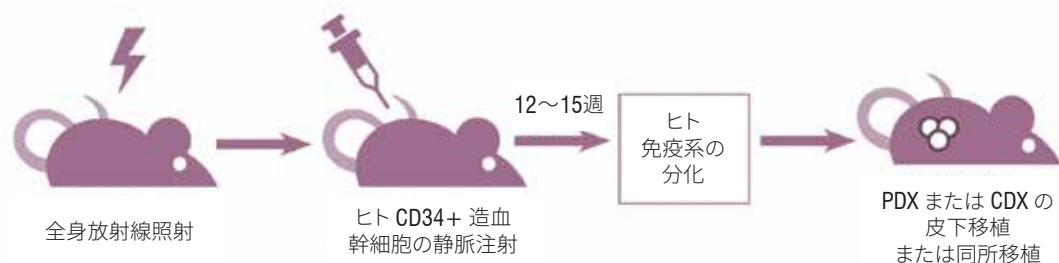 全身放射線照射
ヒト CD34+ 造血
幹細胞の静脈注射
12～15週
ヒト
免疫系の
分化
PDX または CDX の
皮下移植
または同所移植